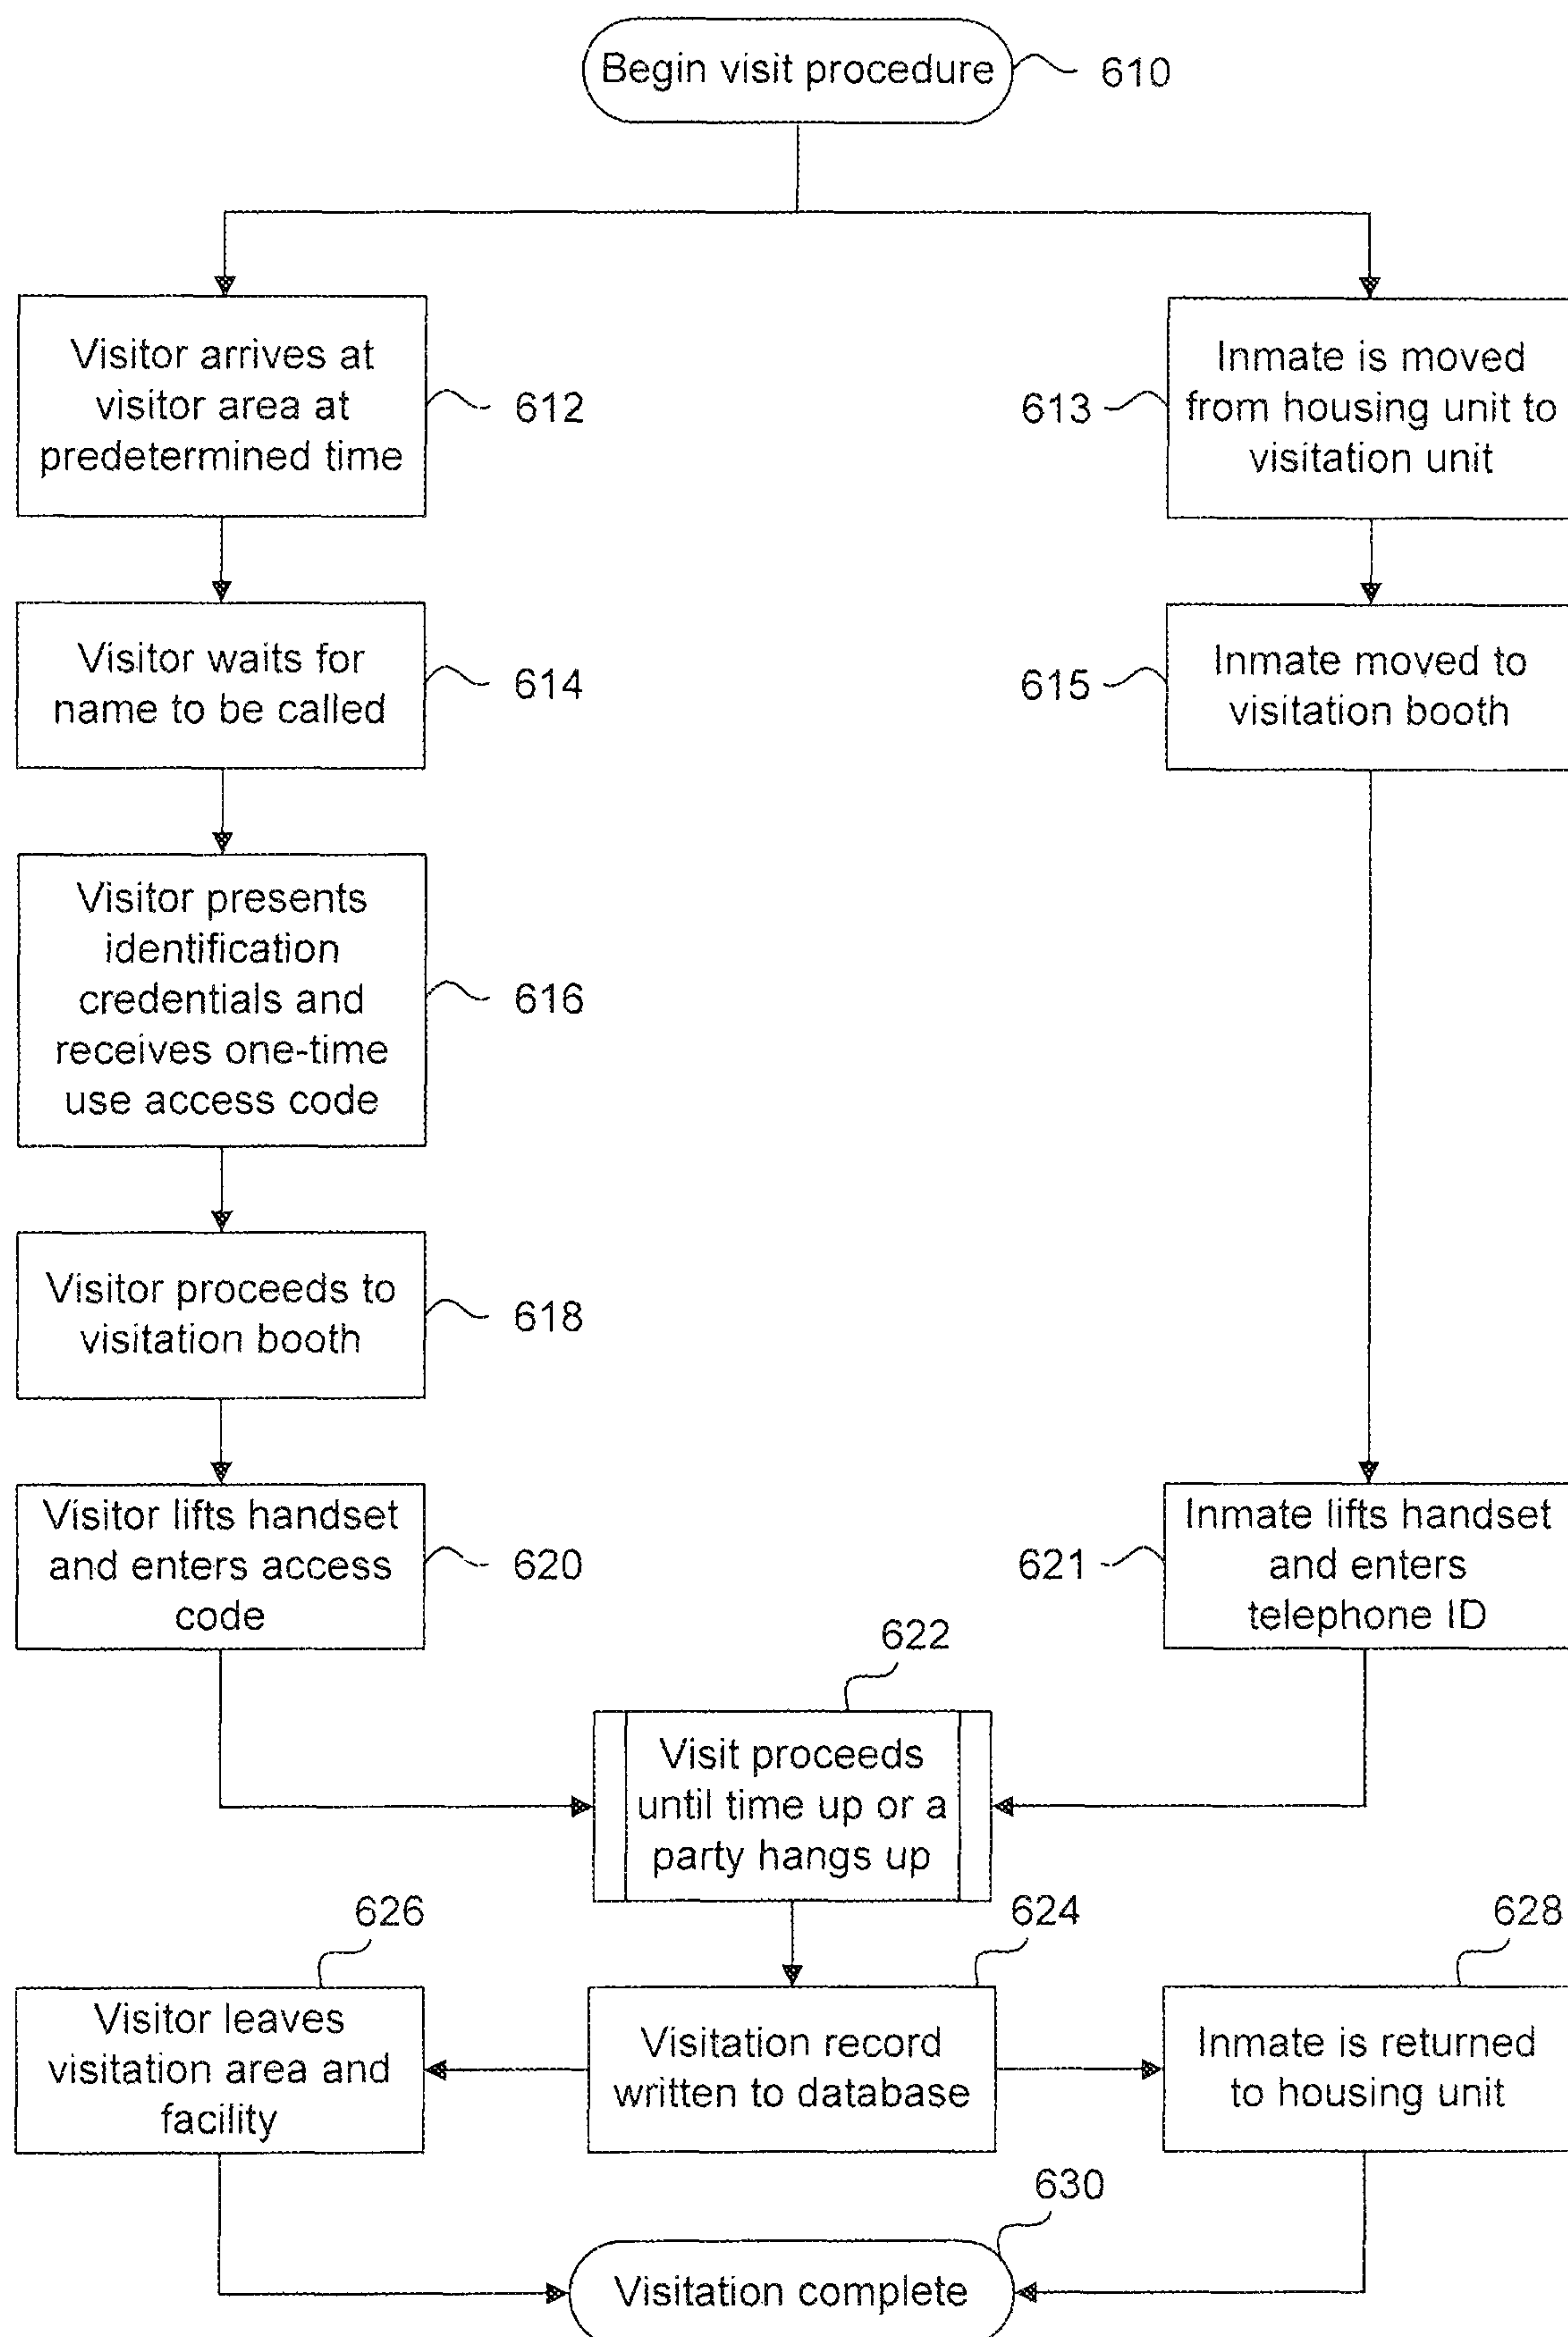 Begin visit procedure
610
Visitor arrives at
visitor area at
predetermined time
612
613
Inmate is moved
from housing unit to
visitation unit
Visitor waits for
name to be called
614
615
Inmate moved to
visitation booth
Visitor presents
identification
credentials and
receives one-time
use access code
616
Visitor proceeds to
visitation booth
618
Visitor lifts handset
and enters access
code
620
621
Inmate lifts handset
and enters
telephone ID
622
Visit proceeds
until time up or a
party hangs up
626
624
628
Visitor leaves
visitation area and
facility
Visitation record
written to database
Inmate is returned
to housing unit
630
Visitation complete